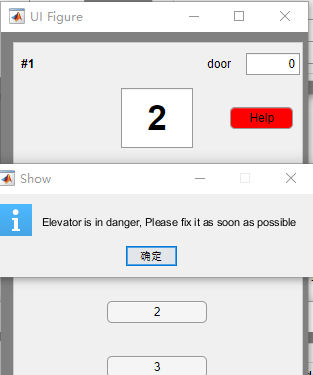 UI Figure
#1
door
0
2
Help
Show
Elevator is in danger, Please fix it as soon as possible
确定
2
3